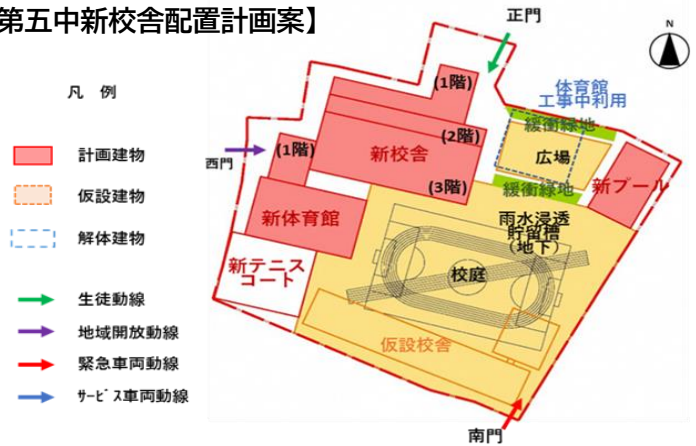 第五中新校舎配置計画案】
正門
N
凡 例
体育館
工事中利用
(1階)
緩衝緑地
計画建物
西門
(1階)
新校舎
(2階)
広場
仮設建物
(3階)
緩衝緑地
新プール
新体育館
雨水浸透
貯留槽
(地下)
解体建物
新テニス
コート
校庭
生徒動線
地域開放動線
仮設校舎
緊急車両動線
ｻｰﾋﾞｽ車両動線
南門